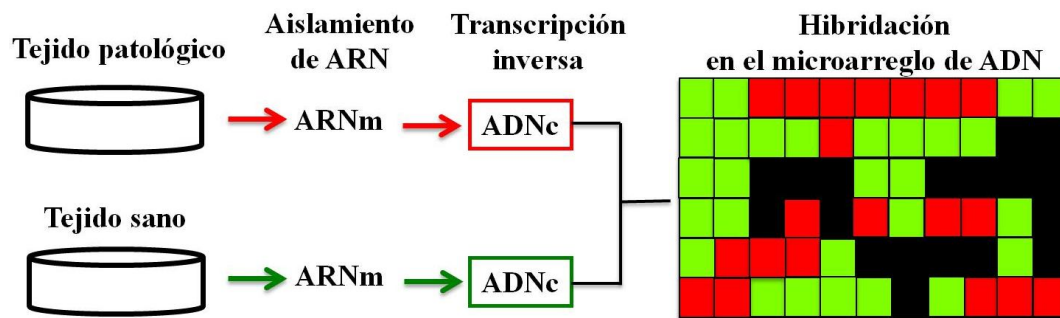 Tejido patológico
Aislamiento
de ARN
Transcripción
inversa
Hibridación
en el microarreglo de ADN
ARNm
ADNc
Tejido sano
ARNm
ADNc